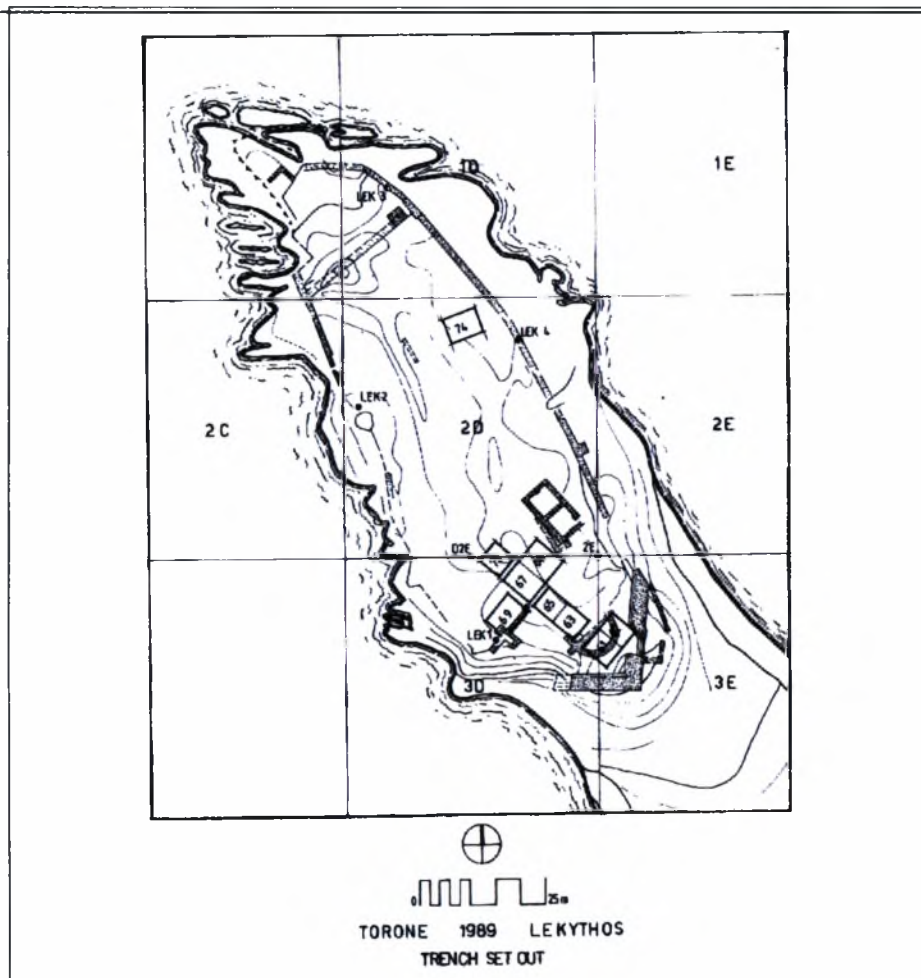 1D
1E
LEK 3
74
LEK 4
LEK2
2C
2D
2E
D2E
2E
67
65
63
69
LEK1
3D
3E
0 25m
TORONE 1989 LEKYTHOS
TRENCH SET OUT